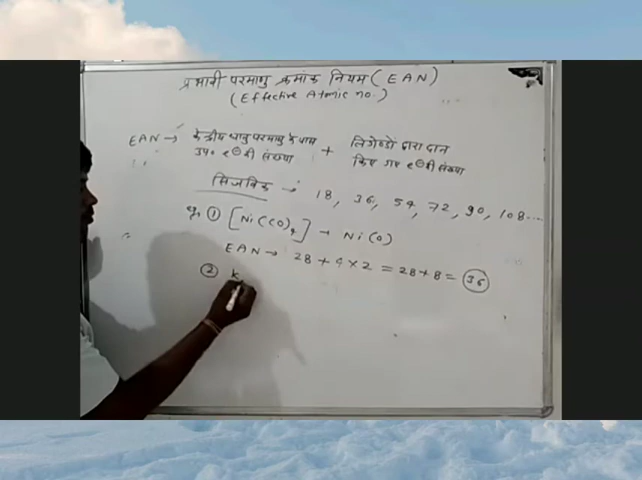 प्रभावी परमाणु क्रमांक नियम (EAN)
(Effective Atomic no.)
EAN → केन्द्रीय धातु परमाणु के पास उप० e⊖ की संख्या + लिगेण्डों द्वारा दान किए गए e⊖ की संख्या
सिजविक → 18, 36, 54, 72, 90, 108...
① [Ni(CO)4] → Ni(0)
EAN → 28 + 4 × 2 = 28 + 8 = 36
② K